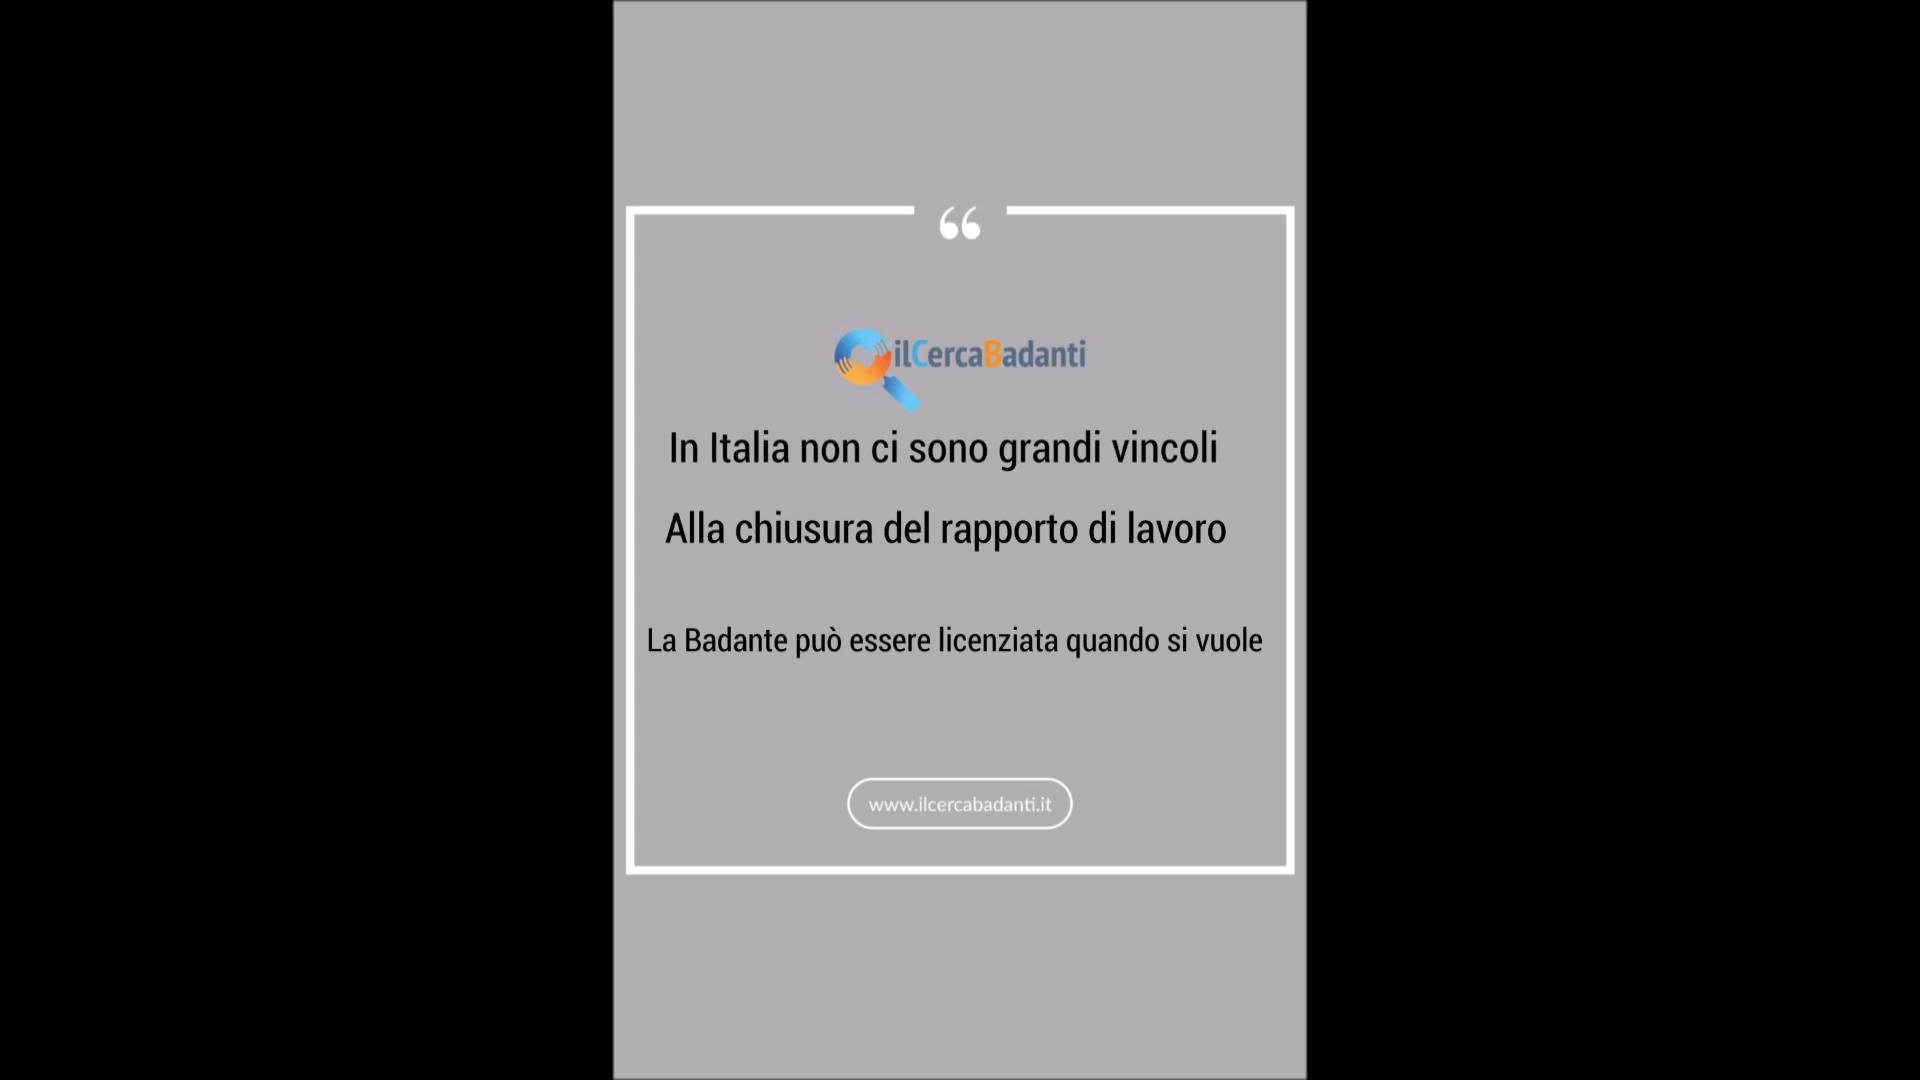 “
ilCercaBadanti
In Italia non ci sono grandi vincoli
Alla chiusura del rapporto di lavoro
La Badante può essere licenziata quando si vuole
www.ilcercabadanti.it